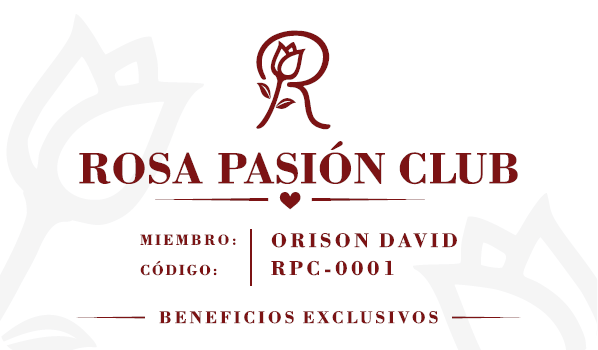 R
ROSA PASIÓN CLUB
MIEMBRO: ORISON DAVID
CÓDIGO: RPC-0001
BENEFICIOS EXCLUSIVOS